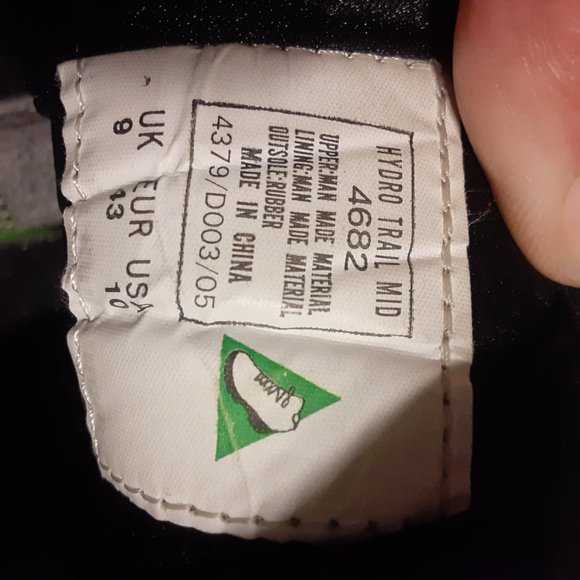 HYDRO TRAIL MID
4682
UPPER:MAN MADE MATERIAL
LINING:MAN MADE MATERIAL
OUTSOLE:RUBBER
MADE IN CHINA
4379/D003/05
UK EUR USA
9 43 10